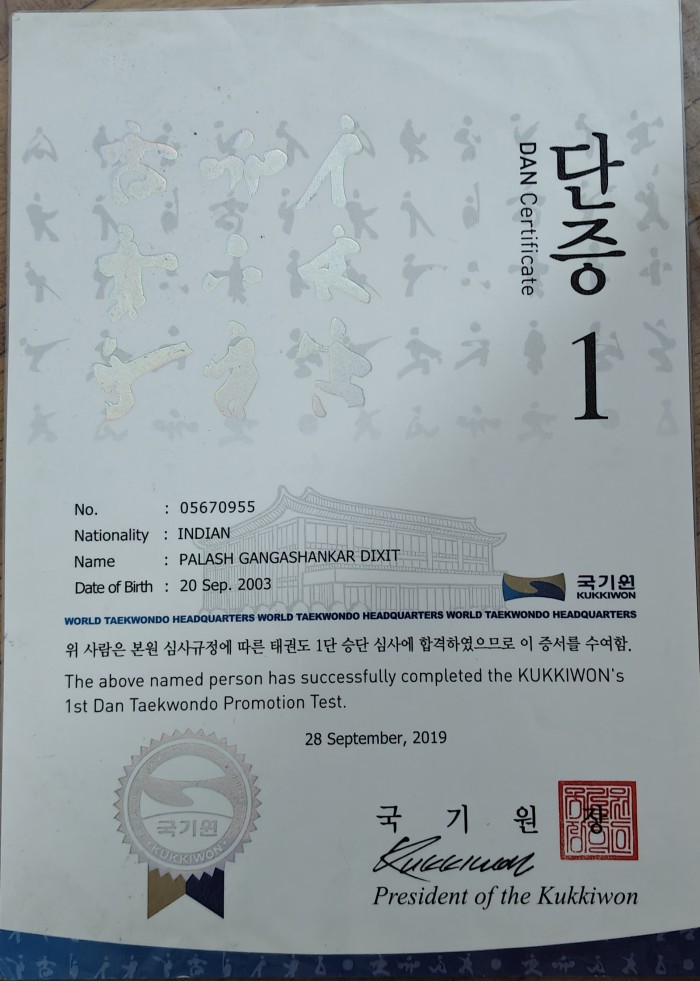 단증
DAN Certificate
1
No. : 05670955
Nationality : INDIAN
Name : PALASH GANGASHANKAR DIXIT
Date of Birth : 20 Sep. 2003
국기원
KUKKIWON
WORLD TAEKWONDO HEADQUARTERS WORLD TAEKWONDO HEADQUARTERS WORLD TAEKWONDO HEADQUARTERS
위 사람은 본원 심사규정에 따른 태권도 1단 승단 심사에 합격하였으므로 이 증서를 수여함.
The above named person has successfully completed the KUKKIWON's
1st Dan Taekwondo Promotion Test.
28 September, 2019
국기원
KUKKIWON
국 기 원 장
Kukkiwon
President of the Kukkiwon